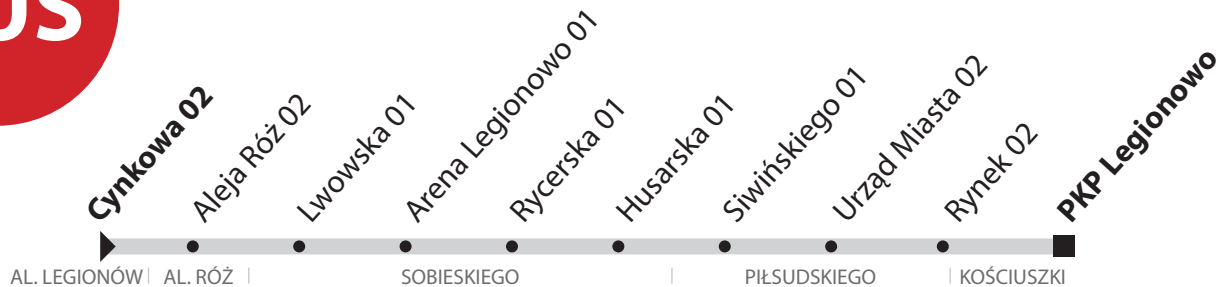 Cynkowa 02
Aleja Róż 02
Lwowska 01
Arena Legionowo 01
Rycerska 01
Husarska 01
Siwińskiego 01
Urząd Miasta 02
Rynek 02
PKP Legionowo
AL. LEGIONÓW
AL. RÓŻ
SOBIESKIEGO
PIŁSUDSKIEGO
KOŚCIUSZKI